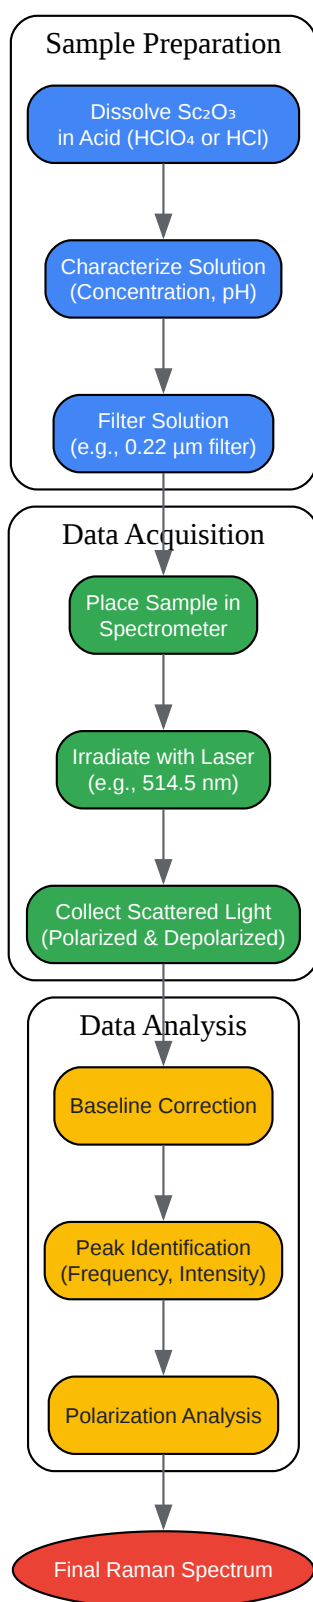 Sample Preparation
Dissolve Sc₂O₃
in Acid (HClO₄ or HCl)
Characterize Solution
(Concentration, pH)
Filter Solution
(e.g., 0.22 µm filter)
Data Acquisition
Place Sample in
Spectrometer
Irradiate with Laser
(e.g., 514.5 nm)
Collect Scattered Light
(Polarized & Depolarized)
Data Analysis
Baseline Correction
Peak Identification
(Frequency, Intensity)
Polarization Analysis
Final Raman Spectrum